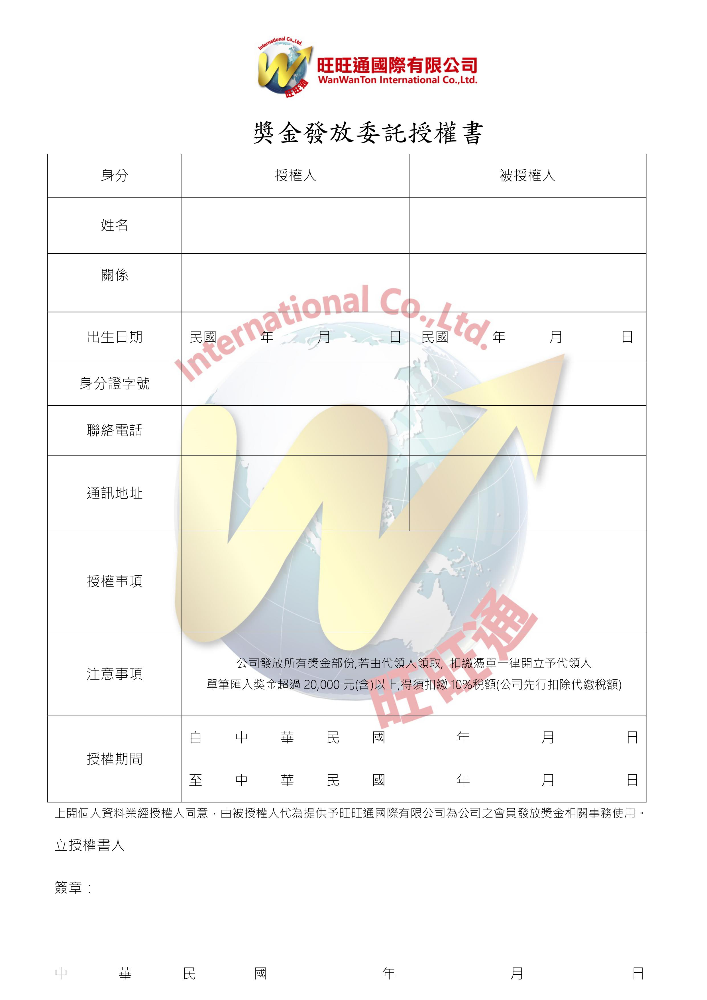 International Co.,Ltd.
旺旺通
旺旺通國際有限公司
WanWanTon International Co.,Ltd.
獎金發放委託授權書
身分 授權人 被授權人
姓名
關係
出生日期 民國 年 月 日 民國 年 月 日
身分證字號
聯絡電話
通訊地址
授權事項
注意事項
公司發放所有獎金部份,若由代領人領取, 扣繳憑單一律開立予代領人
單筆匯入獎金超過 20,000 元(含)以上,得須扣繳 10%稅額(公司先行扣除代繳稅額)
授權期間
自 中 華 民 國 年 月 日
至 中 華 民 國 年 月 日
International Co.,Ltd.
旺旺通
上開個人資料業經授權人同意，由被授權人代為提供予旺旺通國際有限公司為公司之會員發放獎金相關事務使用。
立授權書人
簽章：
中 華 民 國 年 月 日